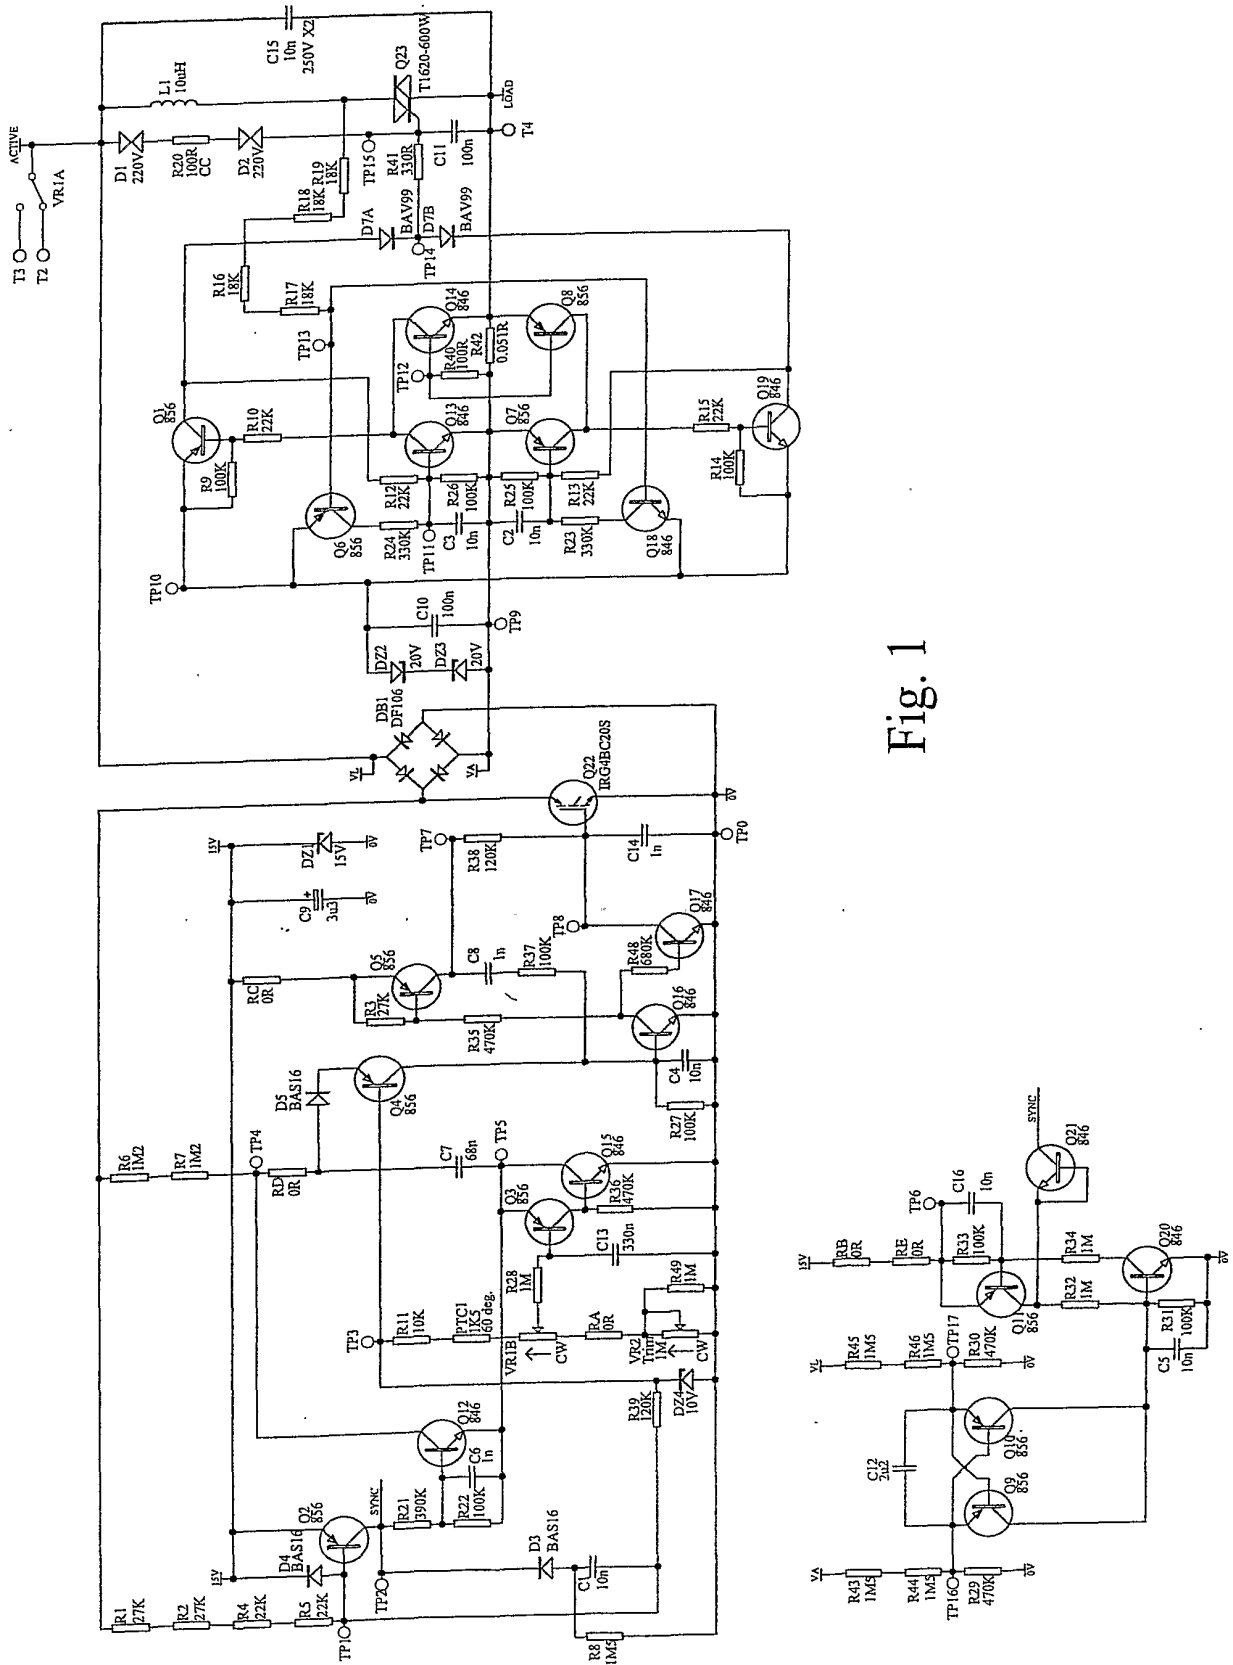 ACTIVE
T3
T2
VR1A
C15
10n
250V X2
L1
10uH
Q23
T1620-600W
LOAD
D1
220V
R20
100R
CC
D2
220V
TP15
C11
100n
T4
R41
330R
R19
18K
R18
18K
R16
18K
R17
18K
D7A
BAV99
D7B
BAV99
TP14
TP13
Q14
846
Q8
856
R42
0.051R
R40
100R
TP12
Q1
856
R10
22K
R9
100K
Q13
846
Q7
856
R15
22K
Q19
846
R14
100K
R12
22K
R26
100K
R25
100K
R13
22K
Q6
856
R24
330K
TP11
C3
10n
C2
10n
R23
330K
Q18
846
TP10
C10
100n
TP9
DZ2
20V
DZ3
20V
DB1
DF106
VL
VA
Q22
IRG4BC20S
0V
TP0
15V
DZ1
15V
0V
C9
+
3u3
0V
TP7
R38
120K
C14
1n
TP8
RC
0R
Q5
856
R3
27K
C8
1n
R37
100K
R48
680K
Q17
846
R35
470K
Q16
846
C4
10n
R27
100K
D5
BAS16
Q4
856
R6
1M2
R7
1M2
TP4
RD
0R
C7
68n
TP5
Q15
846
Q3
856
R36
470K
C13
330n
R28
1M
R49
1M
TP3
R11
10K
PTC1
1K5
60 deg.
VR1B
CW
RA
0R
VR2
Trim
1M
CW
DZ4
10V
R39
120K
Q12
846
C6
1n
SYNC
R21
390K
R22
100K
Q2
856
15V
D4
BAS16
TP2
D3
BAS16
C1
10n
R8
1M5
R1
27K
R2
27K
R4
22K
R5
22K
TP1
Fig. 1
SYNC
Q21
846
TP6
C16
10n
15V
RB
0R
RE
0R
R33
100K
R34
1M
Q20
846
0V
Q11
856
R32
1M
R31
100K
C5
10n
VL
R45
1M5
R46
1M5
TP17
R30
470K
0V
C12
2u2
Q10
856
Q9
856
VA
R43
1M5
R44
1M5
TP16
R29
470K
0V